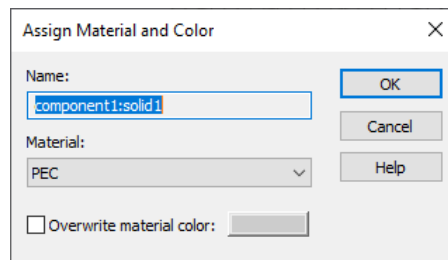 Assign Material and Color
Name:
component1:solid1
Material:
PEC
Overwrite material color:
OK
Cancel
Help